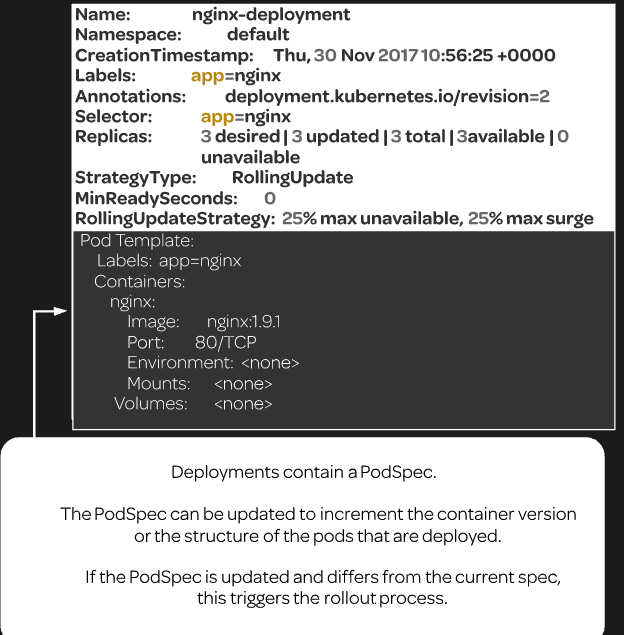 Name: nginx-deployment
Namespace: default
CreationTimestamp: Thu, 30 Nov 2017 10:56:25 +0000
Labels: app=nginx
Annotations: deployment.kubernetes.io/revision=2
Selector: app=nginx
Replicas: 3 desired | 3 updated | 3 total | 3available | 0
unavailable
StrategyType: RollingUpdate
MinReadySeconds: 0
RollingUpdateStrategy: 25% max unavailable, 25% max surge
Pod Template:
Labels: app=nginx
Containers:
nginx:
Image: nginx:1.9.1
Port: 80/TCP
Environment: <none>
Mounts: <none>
Volumes: <none>
Deployments contain a PodSpec.
The PodSpec can be updated to increment the container version
or the structure of the pods that are deployed.
If the PodSpec is updated and differs from the current spec,
this triggers the rollout process.